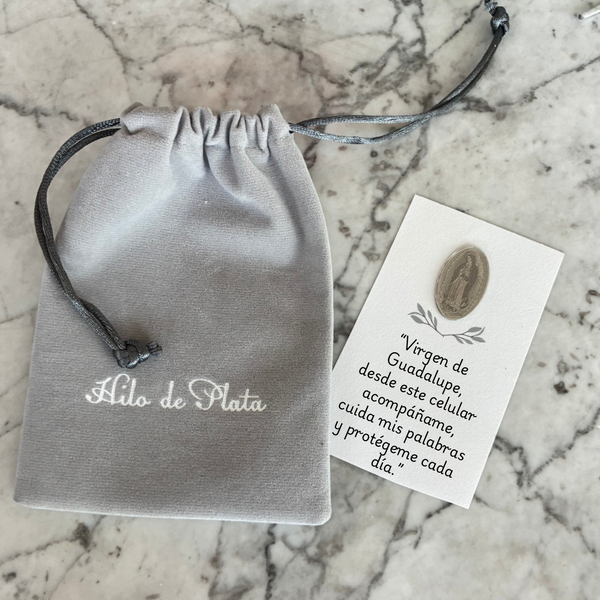 Hilo de Plata
"Virgen de
Guadalupe,
desde este celular
acompáñame,
cuida mis palabras
y protégeme cada
día."